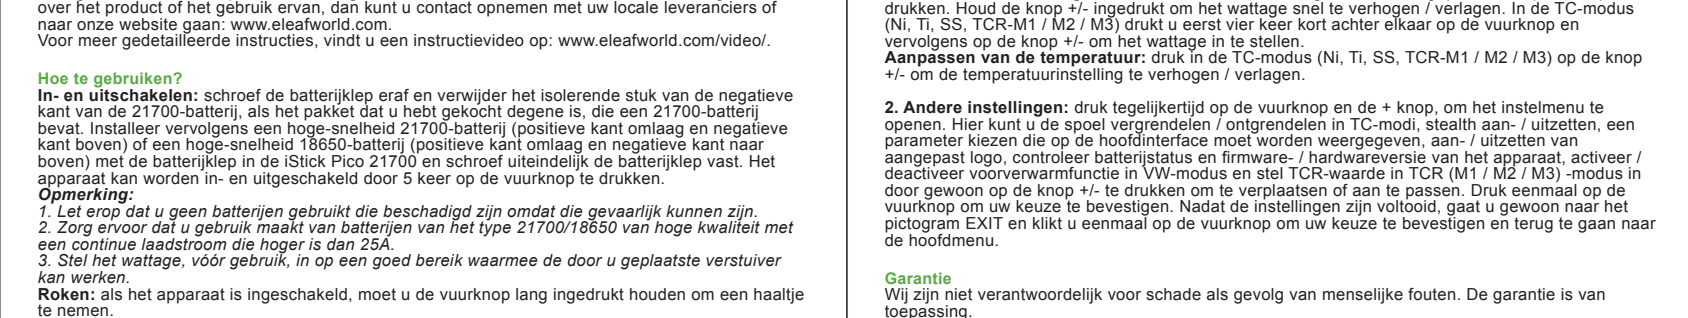 over het product of het gebruik ervan, dan kunt u contact opnemen met uw locale leveranciers of
naar onze website gaan: www.eleafworld.com.
Voor meer gedetailleerde instructies, vindt u een instructievideo op: www.eleafworld.com/video/.
Hoe te gebruiken?
In- en uitschakelen: schroef de batterijklep eraf en verwijder het isolerende stuk van de negatieve
kant van de 21700-batterij, als het pakket dat u hebt gekocht degene is, die een 21700-batterij
bevat. Installeer vervolgens een hoge-snelheid 21700-batterij (positieve kant omlaag en negatieve
kant boven) of een hoge-snelheid 18650-batterij (positieve kant omlaag en negatieve kant naar
boven) met de batterijklep in de iStick Pico 21700 en schroef uiteindelijk de batterijklep vast. Het
apparaat kan worden in- en uitgeschakeld door 5 keer op de vuurknop te drukken.
Opmerking:
1. Let erop dat u geen batterijen gebruikt die beschadigd zijn omdat die gevaarlijk kunnen zijn.
2. Zorg ervoor dat u gebruik maakt van batterijen van het type 21700/18650 van hoge kwaliteit met
een continue laadstroom die hoger is dan 25A.
3. Stel het wattage, vóór gebruik, in op een goed bereik waarmee de door u geplaatste verstuiver
kan werken.
Roken: als het apparaat is ingeschakeld, moet u de vuurknop lang ingedrukt houden om een haaltje
te nemen.
drukken. Houd de knop +/- ingedrukt om het wattage snel te verhogen / verlagen. In de TC-modus
(Ni, Ti, SS, TCR-M1 / M2 / M3) drukt u eerst vier keer kort achter elkaar op de vuurknop en
vervolgens op de knop +/- om het wattage in te stellen.
Aanpassen van de temperatuur: druk in de TC-modus (Ni, Ti, SS, TCR-M1 / M2 / M3) op de knop
+/- om de temperatuurinstelling te verhogen / verlagen.
2. Andere instellingen: druk tegelijkertijd op de vuurknop en de + knop, om het instelmenu te
openen. Hier kunt u de spoel vergrendelen / ontgrendelen in TC-modi, stealth aan- / uitzetten, een
parameter kiezen die op de hoofdinterface moet worden weergegeven, aan- / uitzetten van
aangepast logo, controleer batterijstatus en firmware- / hardwareversie van het apparaat, activeer /
deactiveer voorverwarmfunctie in VW-modus en stel TCR-waarde in TCR (M1 / M2 / M3) -modus in
door gewoon op de knop +/- te drukken om te verplaatsen of aan te passen. Druk eenmaal op de
vuurknop om uw keuze te bevestigen. Nadat de instellingen zijn voltooid, gaat u gewoon naar het
pictogram EXIT en klikt u eenmaal op de vuurknop om uw keuze te bevestigen en terug te gaan naar
de hoofdmenu.
Garantie
Wij zijn niet verantwoordelijk voor schade als gevolg van menselijke fouten. De garantie is van
toepassing.